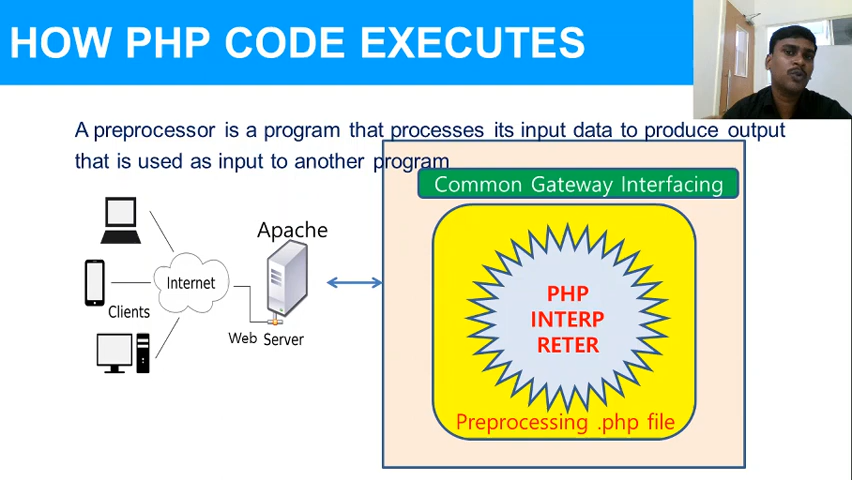 HOW PHP CODE EXECUTES
A preprocessor is a program that processes its input data to produce output
that is used as input to another program
Common Gateway Interfacing
Apache
Internet
Clients
Web Server
PHP
INTERP
RETER
Preprocessing .php file